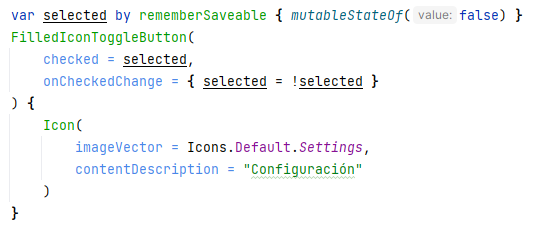 var selected by rememberSaveable { mutableStateOf( value: false) }
FilledIconToggleButton(
checked = selected,
onCheckedChange = { selected = !selected }
) {
Icon(
imageVector = Icons.Default.Settings,
contentDescription = "Configuración"
)
}